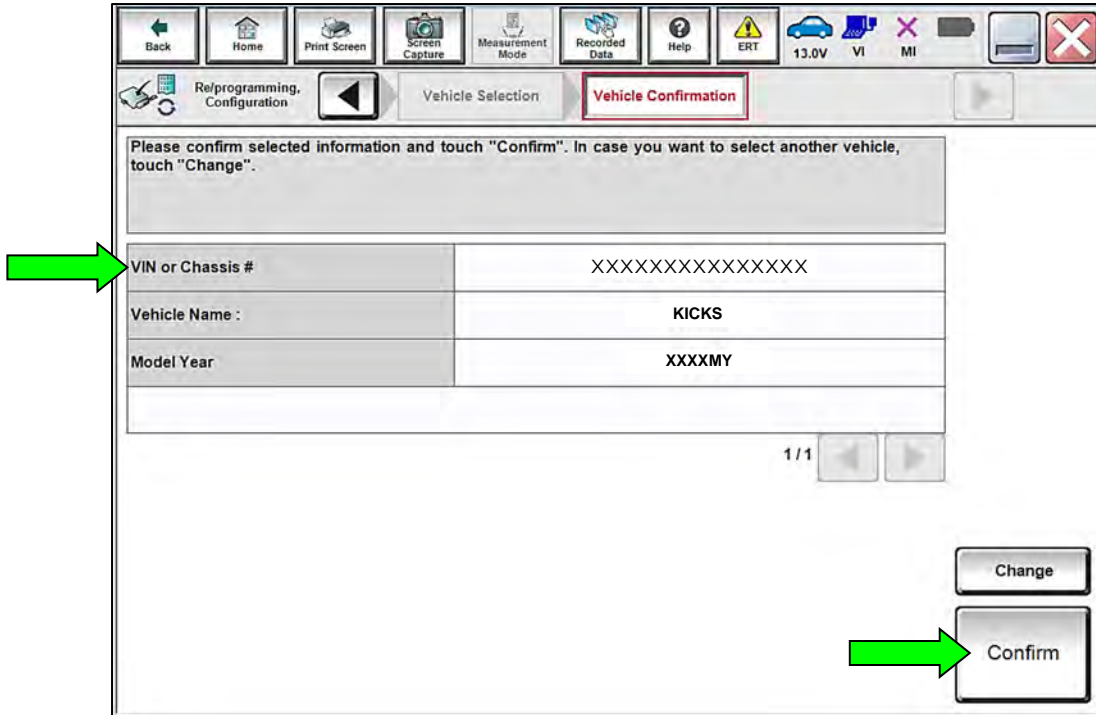 Back
Home
Print Screen
Screen
Capture
Measurement
Mode
Recorded
Data
Help
ERT
13.0V
VI
MI
Re/programming,
Configuration
Vehicle Selection
Vehicle Confirmation
Please confirm selected information and touch "Confirm". In case you want to select another vehicle,
touch "Change".
VIN or Chassis #
XXXXXXXXXXXXXXX
Vehicle Name :
KICKS
Model Year
XXXXMY
1/1
Change
Confirm